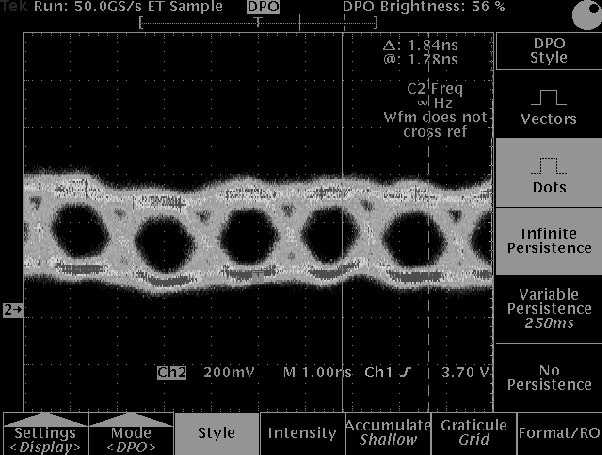 Tek Run: 50.0GS/s ET Sample DPO DPO Brightness: 56 %
Δ: 1.84ns
@: 1.78ns
C2 Freq
∞ Hz
Wfm does not
cross ref
2→
Ch2 200mV M 1.00ns Ch1 ƒ 3.70 V
DPO
Style
Vectors
Dots
Infinite
Persistence
Variable
Persistence
250ms
No
Persistence
Settings
<Display>
Mode
<DPO>
Style
Intensity
Accumulate
Shallow
Graticule
Grid
Format/RO